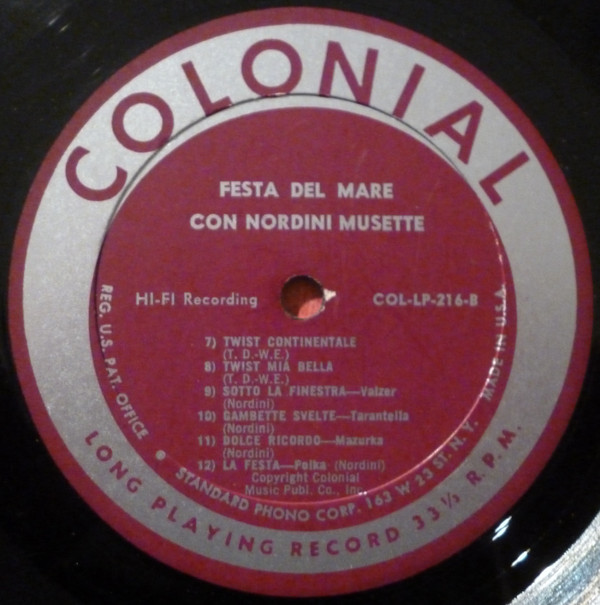 COLONIAL
FESTA DEL MARE
CON NORDINI MUSETTE
HI-FI Recording
COL-LP-216-B
7) TWIST CONTINENTALE
(T. D.-W.E.)
8) TWIST MIA BELLA
(T. D.-W.E.)
9) SOTTO LA FINESTRA—Valzer
(Nordini)
10) GAMBETTE SVELTE—Tarantella
(Nordini)
11) DOLCE RICORDO—Mazurka
(Nordini)
12) LA FESTA—Polka (Nordini)
Copyright Colonial
Music Publ. Co., Inc.
REG. U.S. PAT. OFFICE
STANDARD PHONO CORP. 163 W 23 ST. N. Y.
MADE IN U.S.A.
LONG PLAYING RECORD 33⅓ R.P.M.